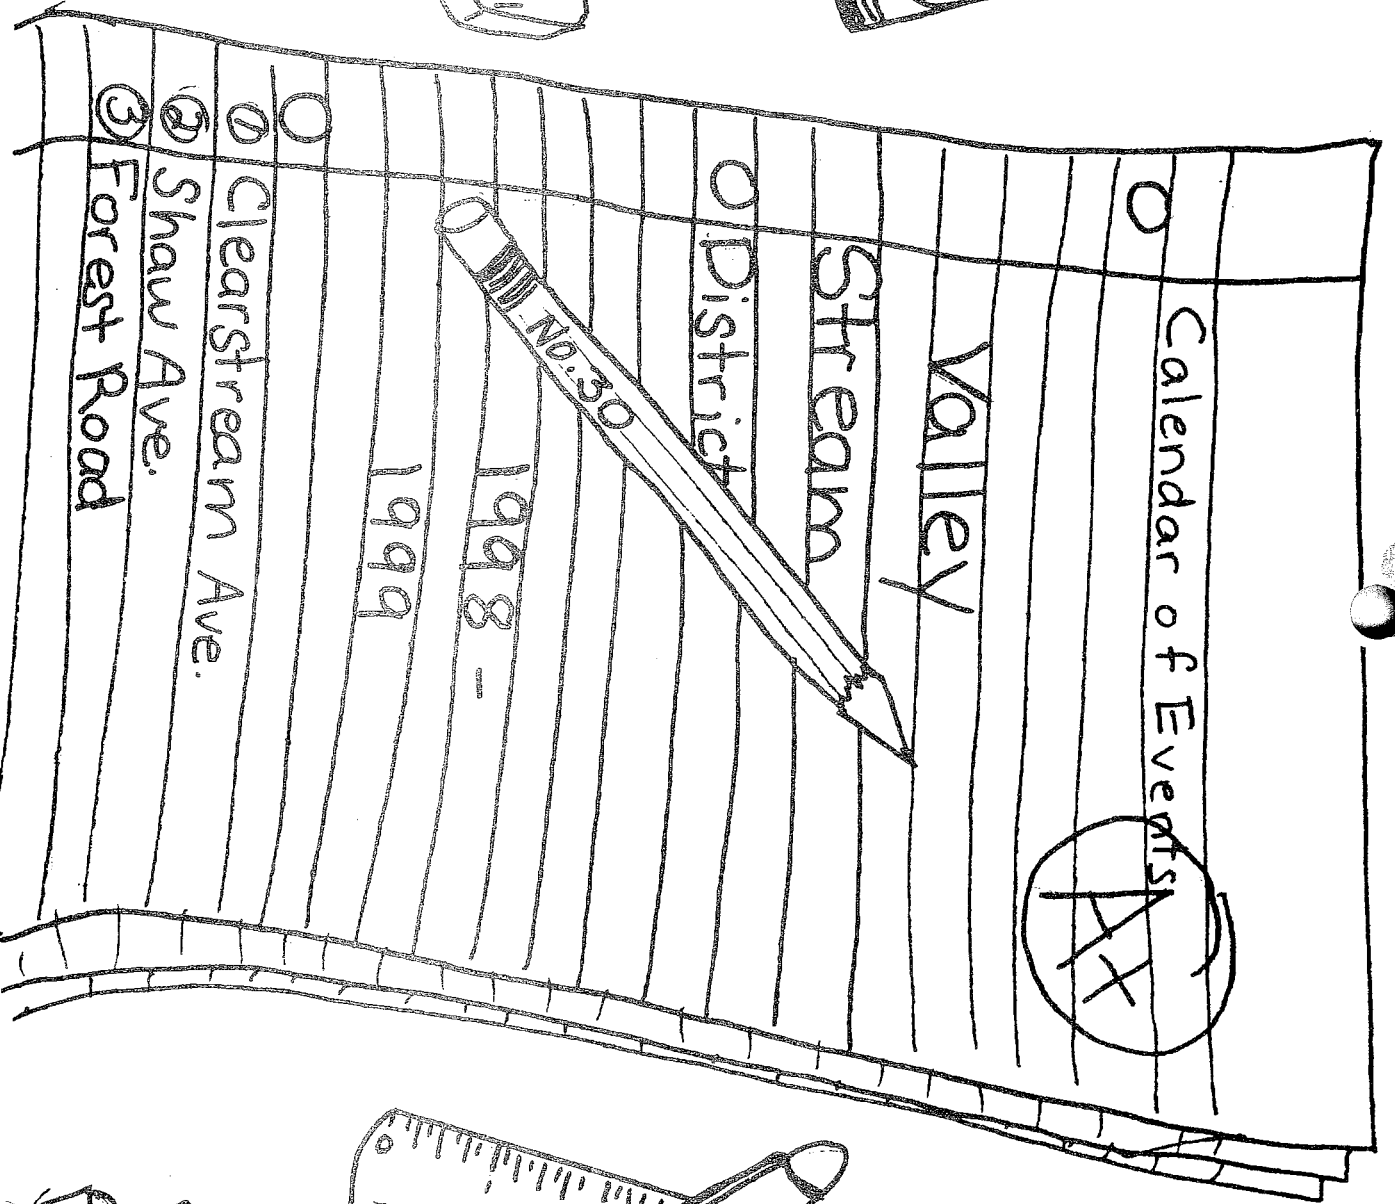 Calendar of Events
A+
Valley
Stream
District
No. 30
1998-
1999
① Clearstream Ave.
② Shaw Ave.
③ Forest Road